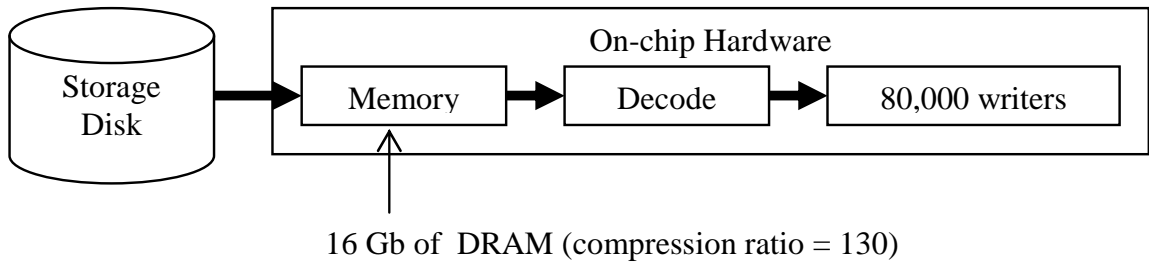 On-chip Hardware
Storage
Disk
Memory
Decode
80,000 writers
16 Gb of DRAM (compression ratio = 130)